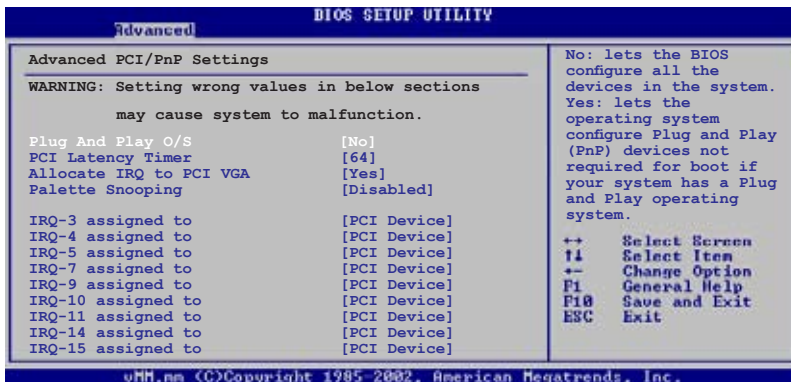 BIOS SETUP UTILITY
Advanced
Advanced PCI/PnP Settings
WARNING: Setting wrong values in below sections
may cause system to malfunction.
Plug And Play O/S [No]
PCI Latency Timer [64]
Allocate IRQ to PCI VGA [Yes]
Palette Snooping [Disabled]
IRQ-3 assigned to [PCI Device]
IRQ-4 assigned to [PCI Device]
IRQ-5 assigned to [PCI Device]
IRQ-7 assigned to [PCI Device]
IRQ-9 assigned to [PCI Device]
IRQ-10 assigned to [PCI Device]
IRQ-11 assigned to [PCI Device]
IRQ-14 assigned to [PCI Device]
IRQ-15 assigned to [PCI Device]
No: lets the BIOS
configure all the
devices in the system.
Yes: lets the
operating system
configure Plug and Play
(PnP) devices not
required for boot if
your system has a Plug
and Play operating
system.
↔ Select Screen
↑↓ Select Item
+- Change Option
F1 General Help
F10 Save and Exit
ESC Exit
vMM.mm (C)Copyright 1985-2002, American Megatrends, Inc.